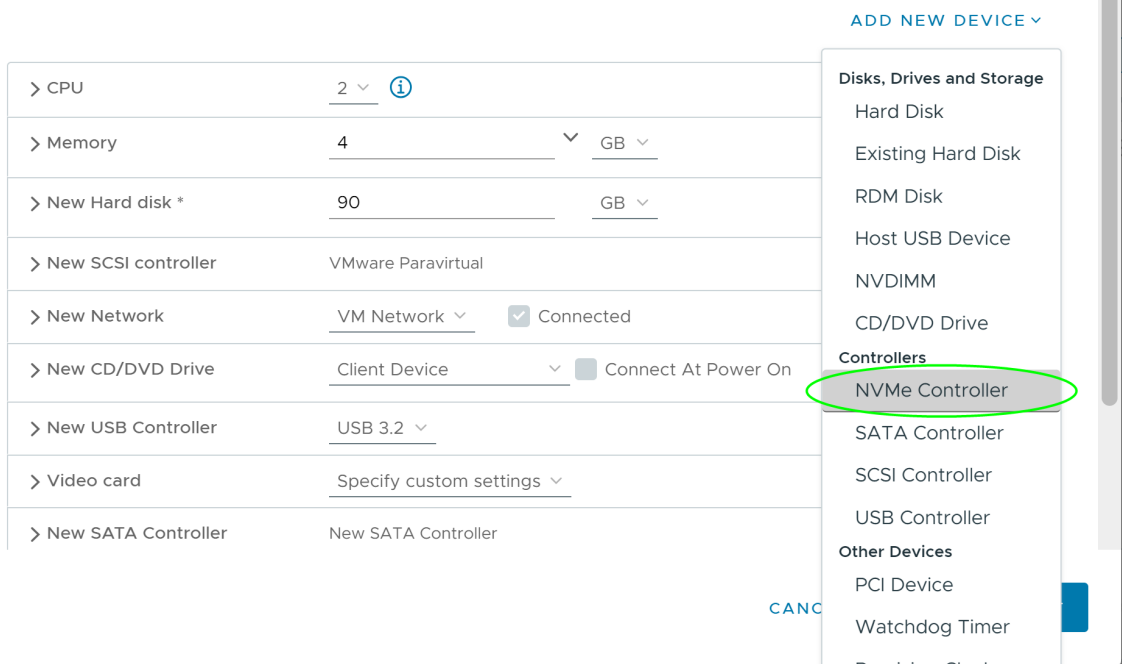 ADD NEW DEVICE
CPU 2
Memory 4 GB
New Hard disk * 90 GB
New SCSI controller VMware Paravirtual
New Network VM Network Connected
New CD/DVD Drive Client Device Connect At Power On
New USB Controller USB 3.2
Video card Specify custom settings
New SATA Controller New SATA Controller
CANC
Disks, Drives and Storage
Hard Disk
Existing Hard Disk
RDM Disk
Host USB Device
NVDIMM
CD/DVD Drive
Controllers
NVMe Controller
SATA Controller
SCSI Controller
USB Controller
Other Devices
PCI Device
Watchdog Timer